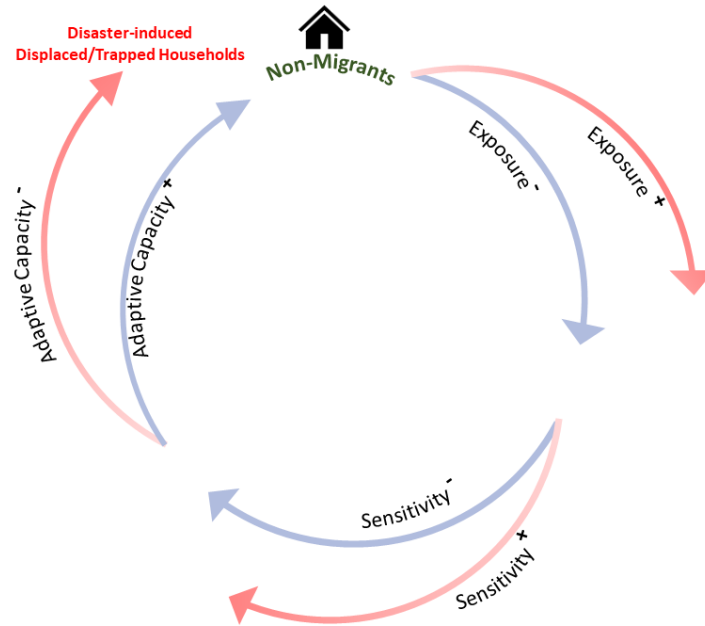 Disaster-induced
Displaced/Trapped Households
Non-Migrants
Exposure -
Exposure +
Adaptive Capacity -
Adaptive Capacity +
Sensitivity -
Sensitivity +